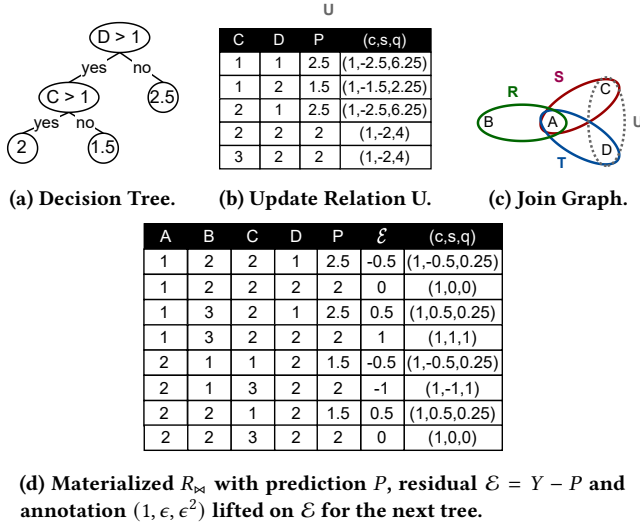 U
D > 1
yes no
C > 1 2.5
yes no
2 1.5
(a) Decision Tree.
C D P (c,s,q)
1 1 2.5 (1,-2.5,6.25)
1 2 1.5 (1,-1.5,2.25)
2 1 2.5 (1,-2.5,6.25)
2 2 2 (1,-2,4)
3 2 2 (1,-2,4)
(b) Update Relation U.
S
R C
B A U
D
T
(c) Join Graph.
A B C D P ℰ (c,s,q)
1 2 2 1 2.5 -0.5 (1,-0.5,0.25)
1 2 2 2 2 0 (1,0,0)
1 3 2 1 2.5 0.5 (1,0.5,0.25)
1 3 2 2 2 1 (1,1,1)
2 1 1 2 1.5 -0.5 (1,-0.5,0.25)
2 1 3 2 2 -1 (1,-1,1)
2 2 1 2 1.5 0.5 (1,0.5,0.25)
2 2 3 2 2 0 (1,0,0)
(d) Materialized R⋈ with prediction P, residual ℰ = Y − P and
annotation (1, ϵ, ϵ²) lifted on ℰ for the next tree.